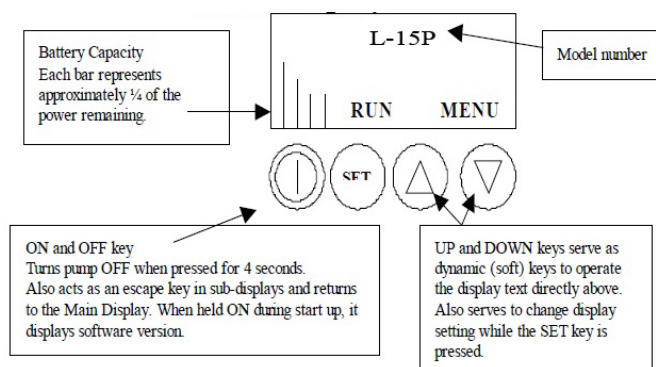 Battery Capacity
Each bar represents
approximately ¼ of the
power remaining.
L-15P
RUN MENU
Model number
SET
ON and OFF key
Turns pump OFF when pressed for 4 seconds.
Also acts as an escape key in sub-displays and returns
to the Main Display. When held ON during start up, it
displays software version.
UP and DOWN keys serve as
dynamic (soft) keys to operate
the display text directly above.
Also serves to change display
setting while the SET key is
pressed.